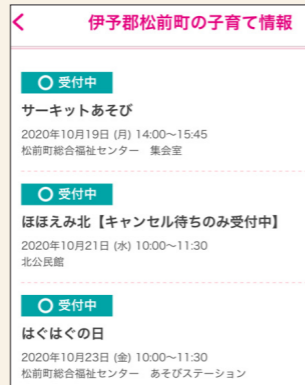 伊予郡松前町の子育て情報
受付中
サーキットあそび
2020年10月19日 (月) 14:00〜15:45
松前町総合福祉センター　集会室
受付中
ほほえみ北【キャンセル待ちのみ受付中】
2020年10月21日 (水) 10:00〜11:30
北公民館
受付中
はぐはぐの日
2020年10月23日 (金) 10:00〜11:30
松前町総合福祉センター　あそびステーション